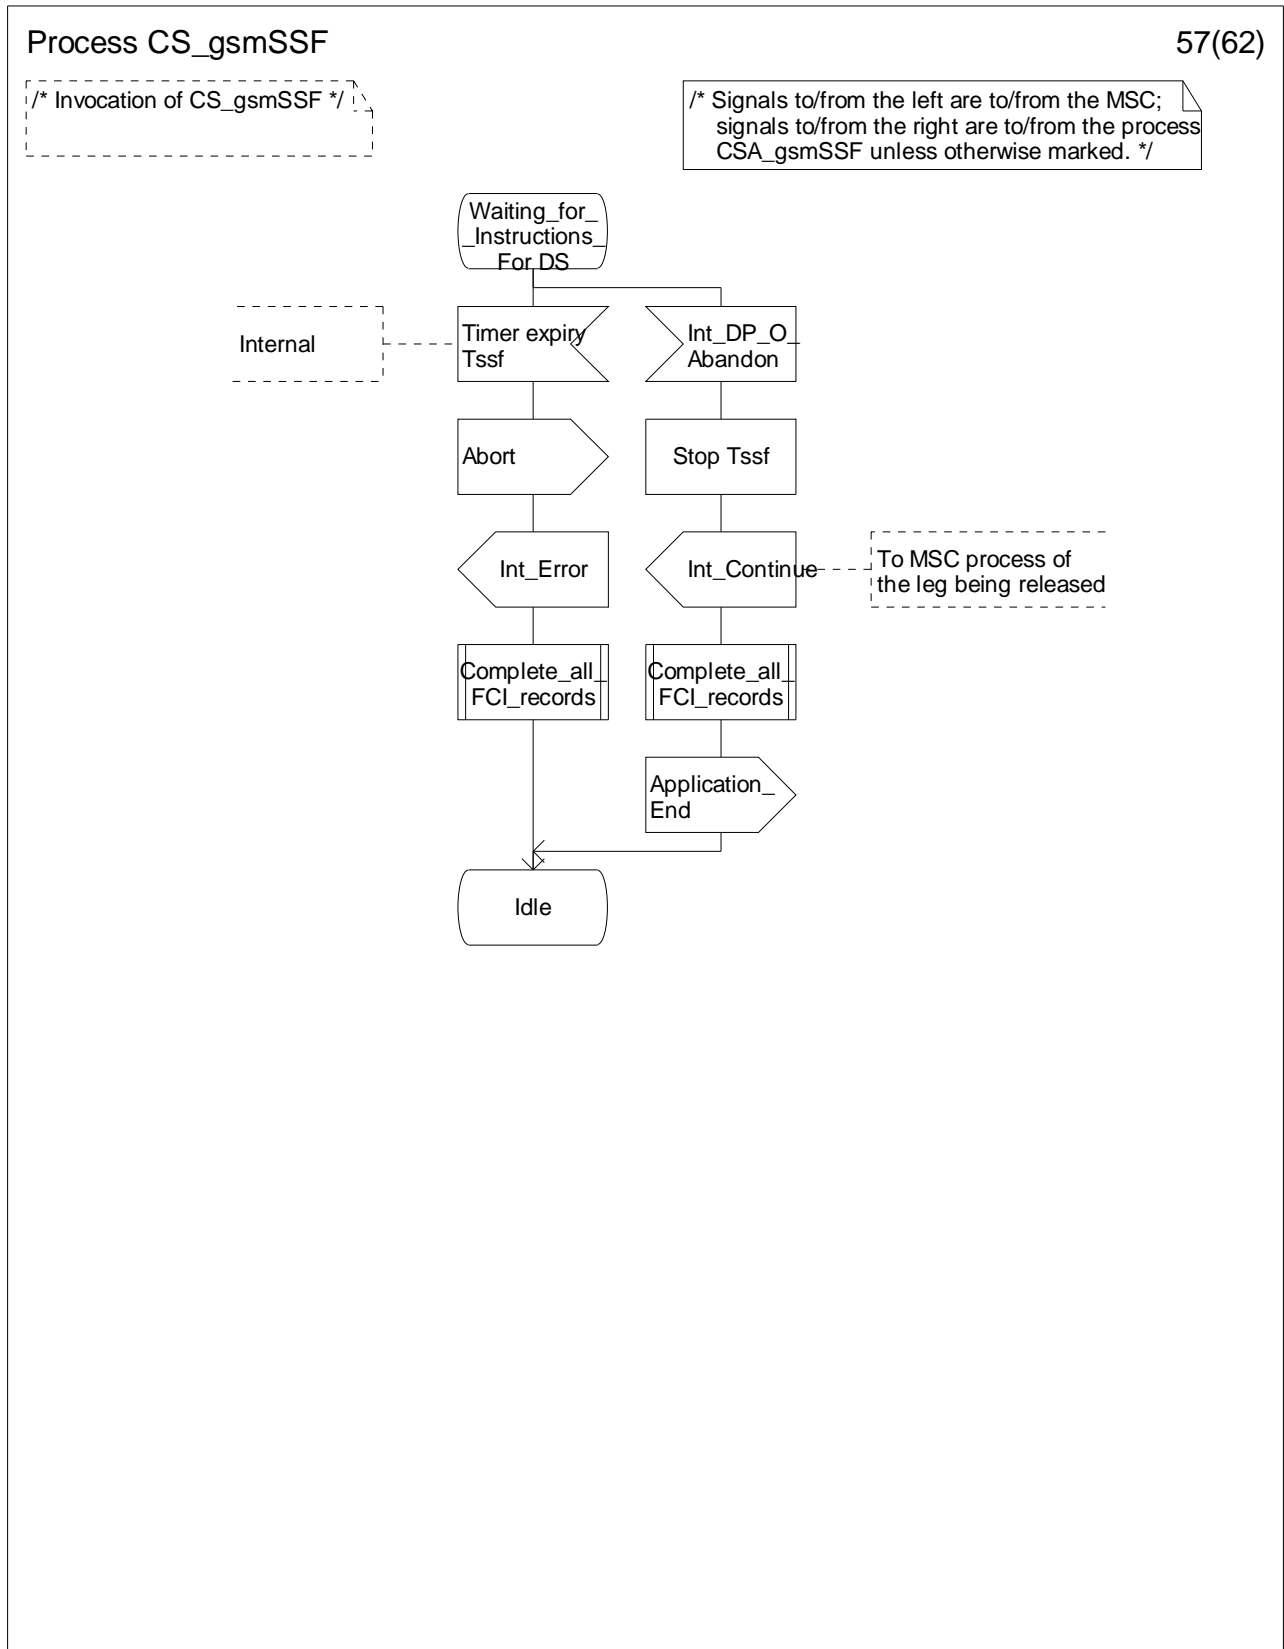 Process CS_gsmSSF
57(62)
/* Invocation of CS_gsmSSF */
/* Signals to/from the left are to/from the MSC;
signals to/from the right are to/from the process
CSA_gsmSSF unless otherwise marked. */
Waiting_for_
_Instructions_
For DS
Internal
Timer expiry
Tssf
Int_DP_O_
Abandon
Abort
Stop Tssf
Int_Error
Int_Continue
To MSC process of
the leg being released
Complete_all_
FCI_records
Complete_all_
FCI_records
Application_
End
Idle